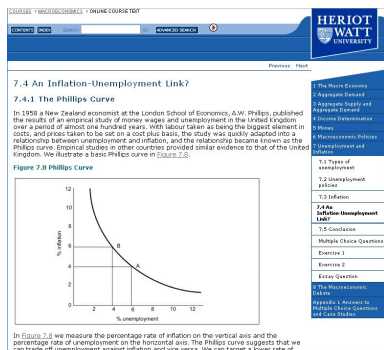 COURSES > MACROECONOMICS > ONLINE COURSE TEXT
CONTENTS INDEX SEARCH GO ADVANCED SEARCH
HERIOT
WATT
UNIVERSITY
Previous Next
7.4 An Inflation-Unemployment Link?
7.4.1 The Phillips Curve
In 1958 a New Zealand economist at the London School of Economics, A.W. Phillips, published
the results of an empirical study of money wages and unemployment in the United Kingdom
over a period of almost one hundred years. With labour taken as being the biggest element in
costs, and prices taken to be set on a cost plus basis, the study was quickly adapted into a
relationship between unemployment and inflation, and the relationship became known as the
Phillips curve. Empirical studies in other countries provided similar evidence to that of the United
Kingdom. We illustrate a basic Phillips curve in Figure 7.8.
Figure 7.8 Phillips Curve
% inflation
12
10
8
6
4
2
0
B
A
2 4 6 8 10 12
% unemployment
In Figure 7.8 we measure the percentage rate of inflation on the vertical axis and the
percentage rate of unemployment on the horizontal axis. The Phillips curve suggests that we
can trade off unemployment against inflation and vice versa. We can target a lower rate of
1 The Macro Economy
2 Aggregate Demand
3 Aggregate Supply and
Aggregate Demand
4 Income Determination
5 Money
6 Macroeconomic Policies
7 Unemployment and
Inflation
7.1 Types of
unemployment
7.2 Unemployment
policies
7.3 Inflation
7.4 An
Inflation-Unemployment
Link?
7.5 Conclusion
Multiple Choice Questions
Exercise 1
Exercise 2
Essay Question
8 The Macroeconomic
Debate
Appendix 1 Answers to
Multiple Choice Questions
and Case Studies